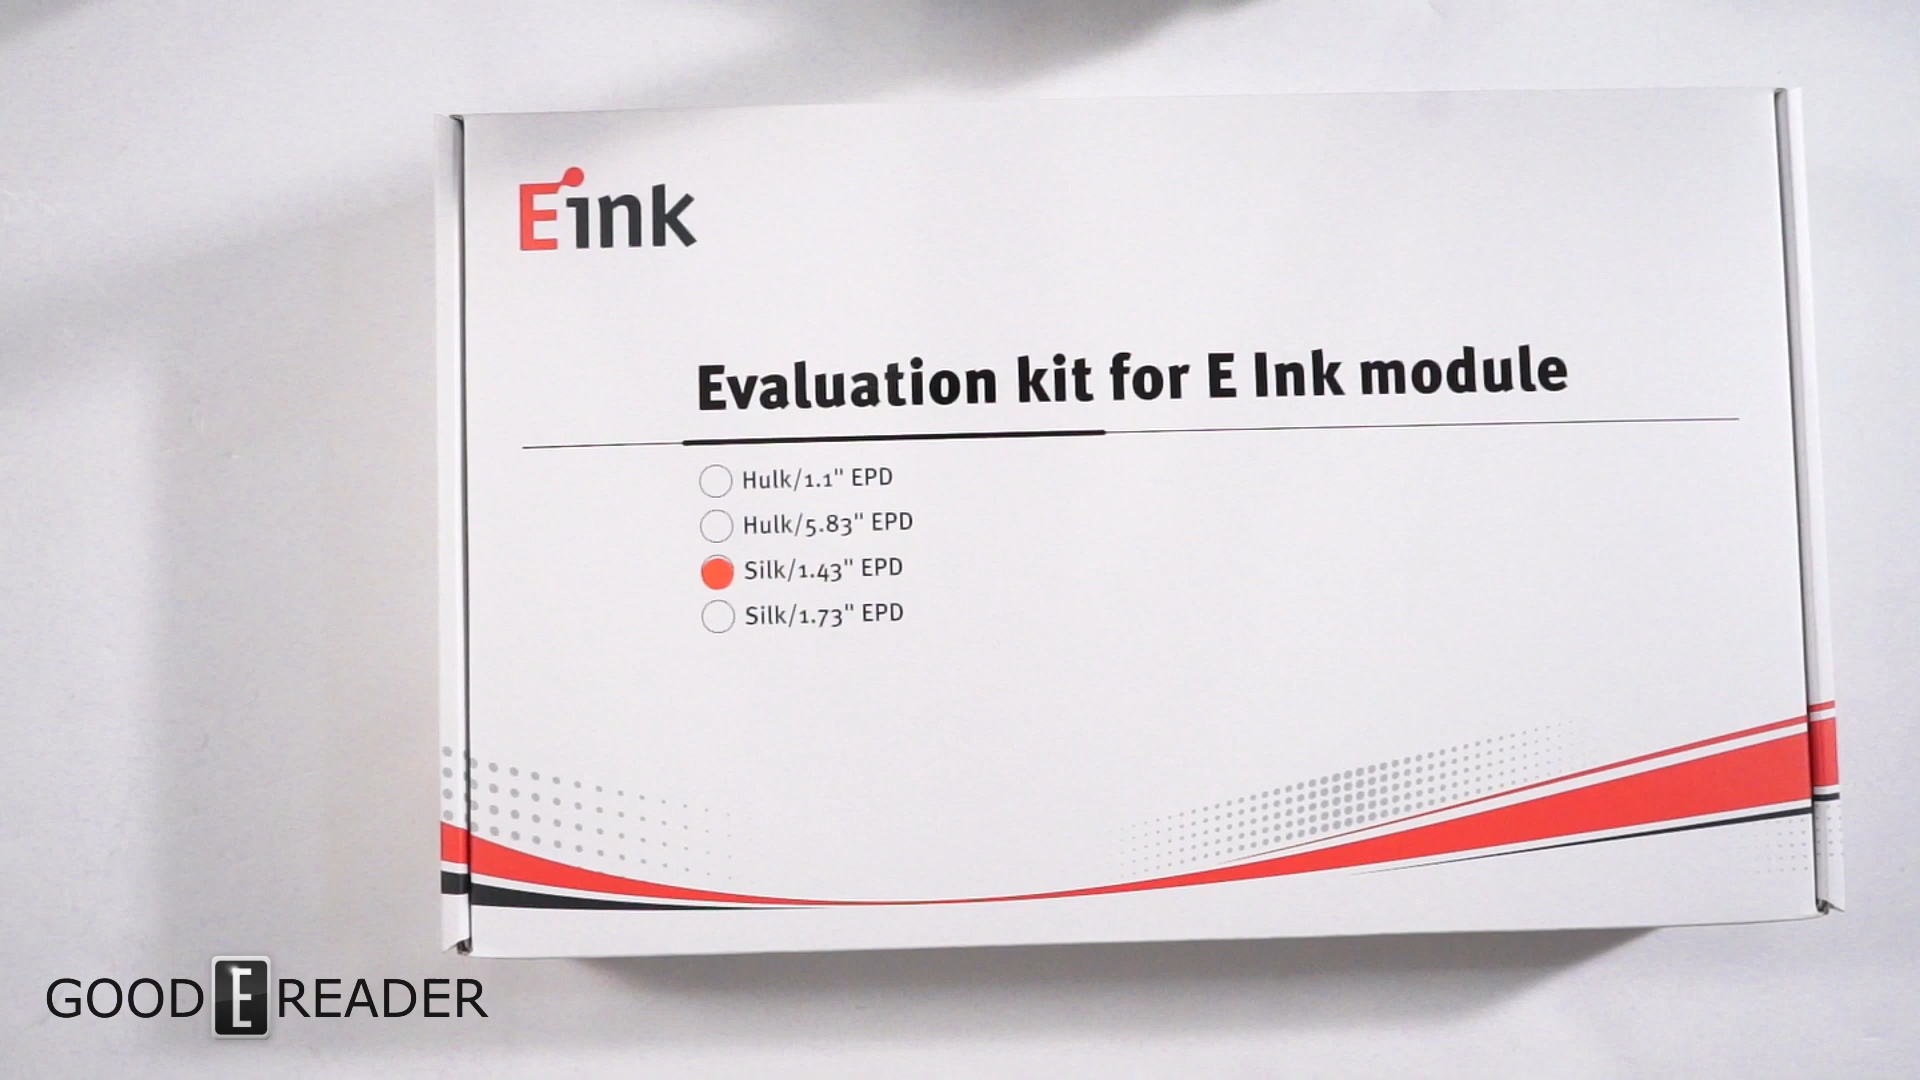 Eink
Evaluation kit for E Ink module
Hulk/1.1" EPD
Hulk/5.83" EPD
Silk/1.43" EPD
Silk/1.73" EPD
GOOD E READER